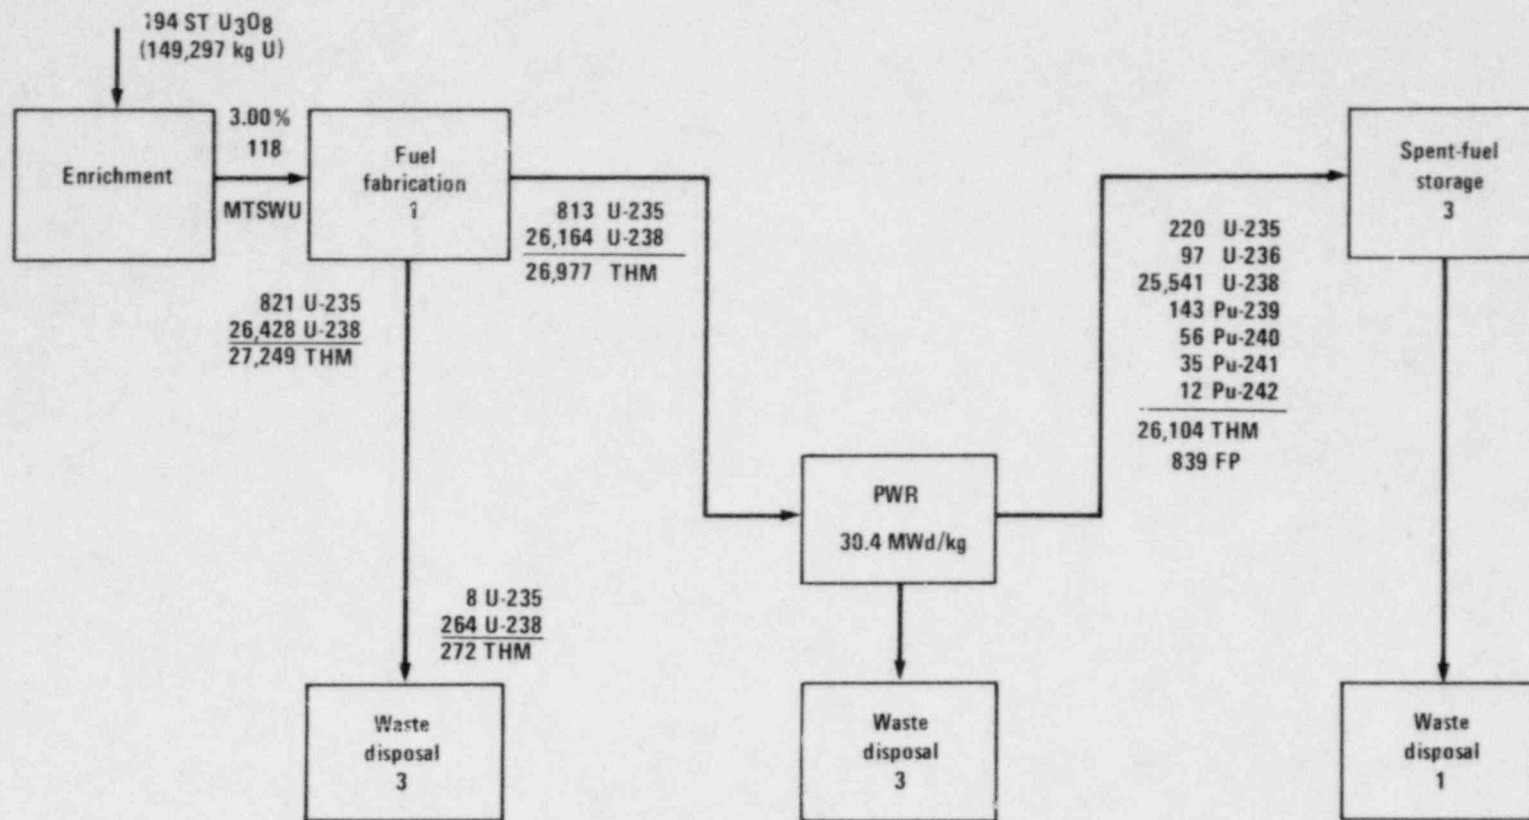 194 ST U3O8
(149,297 kg U)
Enrichment
3.00%
118
MTSWU
Fuel
fabrication
1
821 U-235
26,428 U-238
27,249 THM
813 U-235
26,164 U-238
26,977 THM
8 U-235
264 U-238
272 THM
Waste
disposal
3
PWR
30.4 MWd/kg
Waste
disposal
3
220 U-235
97 U-236
25,541 U-238
143 Pu-239
56 Pu-240
35 Pu-241
12 Pu-242
26,104 THM
839 FP
Spent-fuel
storage
3
Waste
disposal
1